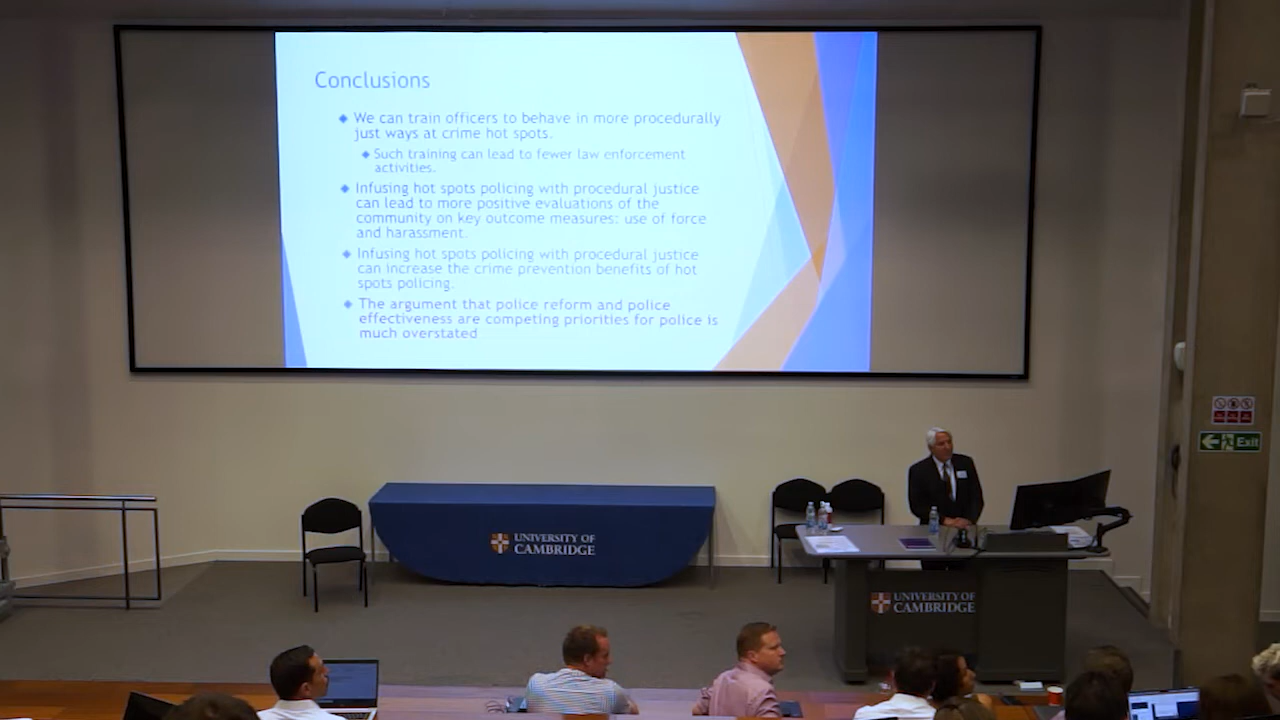 Conclusions
We can train officers to behave in more procedurally
just ways at crime hot spots.
Such training can lead to fewer law enforcement
activities.
Infusing hot spots policing with procedural justice
can lead to more positive evaluations of the
community on key outcome measures: use of force
and harassment.
Infusing hot spots policing with procedural justice
can increase the crime prevention benefits of hot
spots policing.
The argument that police reform and police
effectiveness are competing priorities for police is
much overstated
Exit
UNIVERSITY OF
CAMBRIDGE
UNIVERSITY OF
CAMBRIDGE